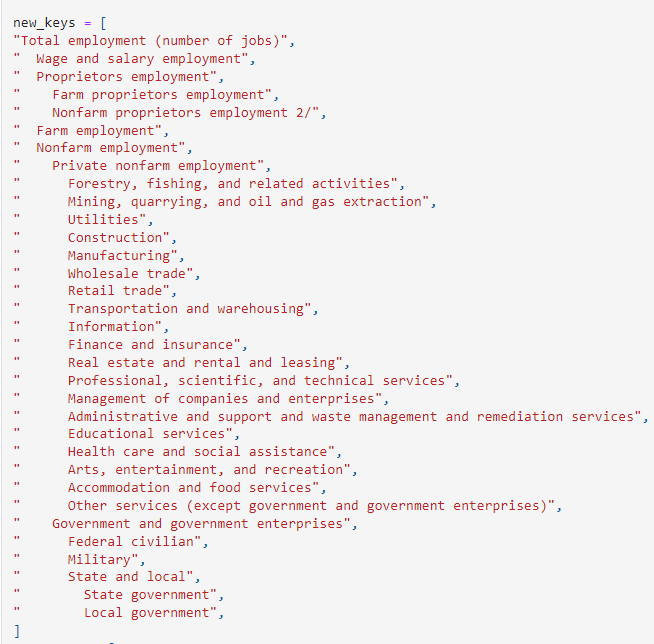 new_keys = [
"Total employment (number of jobs)",
"  Wage and salary employment",
"  Proprietors employment",
"    Farm proprietors employment",
"    Nonfarm proprietors employment 2/",
"  Farm employment",
"  Nonfarm employment",
"    Private nonfarm employment",
"      Forestry, fishing, and related activities",
"      Mining, quarrying, and oil and gas extraction",
"      Utilities",
"      Construction",
"      Manufacturing",
"      Wholesale trade",
"      Retail trade",
"      Transportation and warehousing",
"      Information",
"      Finance and insurance",
"      Real estate and rental and leasing",
"      Professional, scientific, and technical services",
"      Management of companies and enterprises",
"      Administrative and support and waste management and remediation services",
"      Educational services",
"      Health care and social assistance",
"      Arts, entertainment, and recreation",
"      Accommodation and food services",
"      Other services (except government and government enterprises)",
"    Government and government enterprises",
"      Federal civilian",
"      Military",
"      State and local",
"        State government",
"        Local government",
]